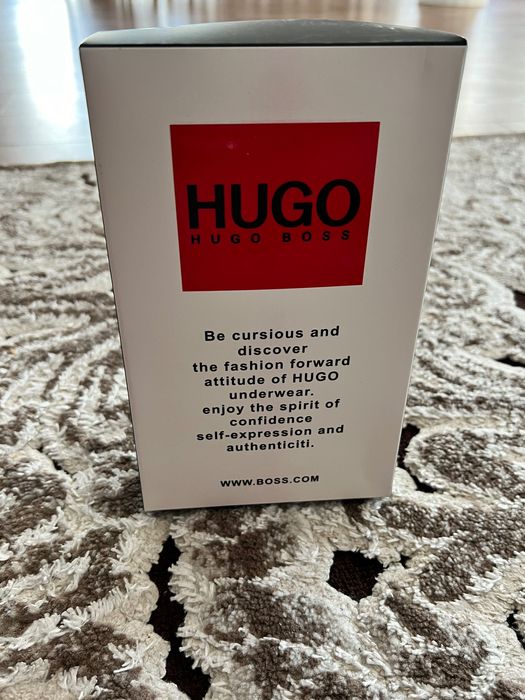 HUGO
HUGO BOSS
Be cursious and
discover
the fashion forward
attitude of HUGO
underwear.
enjoy the spirit of
confidence
self-expression and
authenticiti.
WWW.BOSS.COM